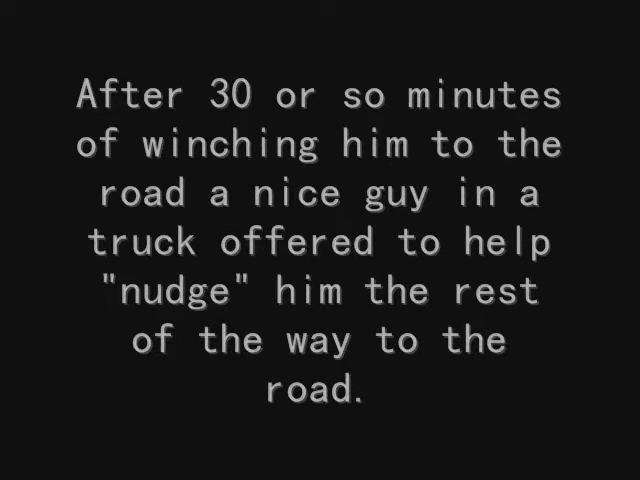 After 30 or so minutes
of winching him to the
road a nice guy in a
truck offered to help
"nudge" him the rest
of the way to the
road.